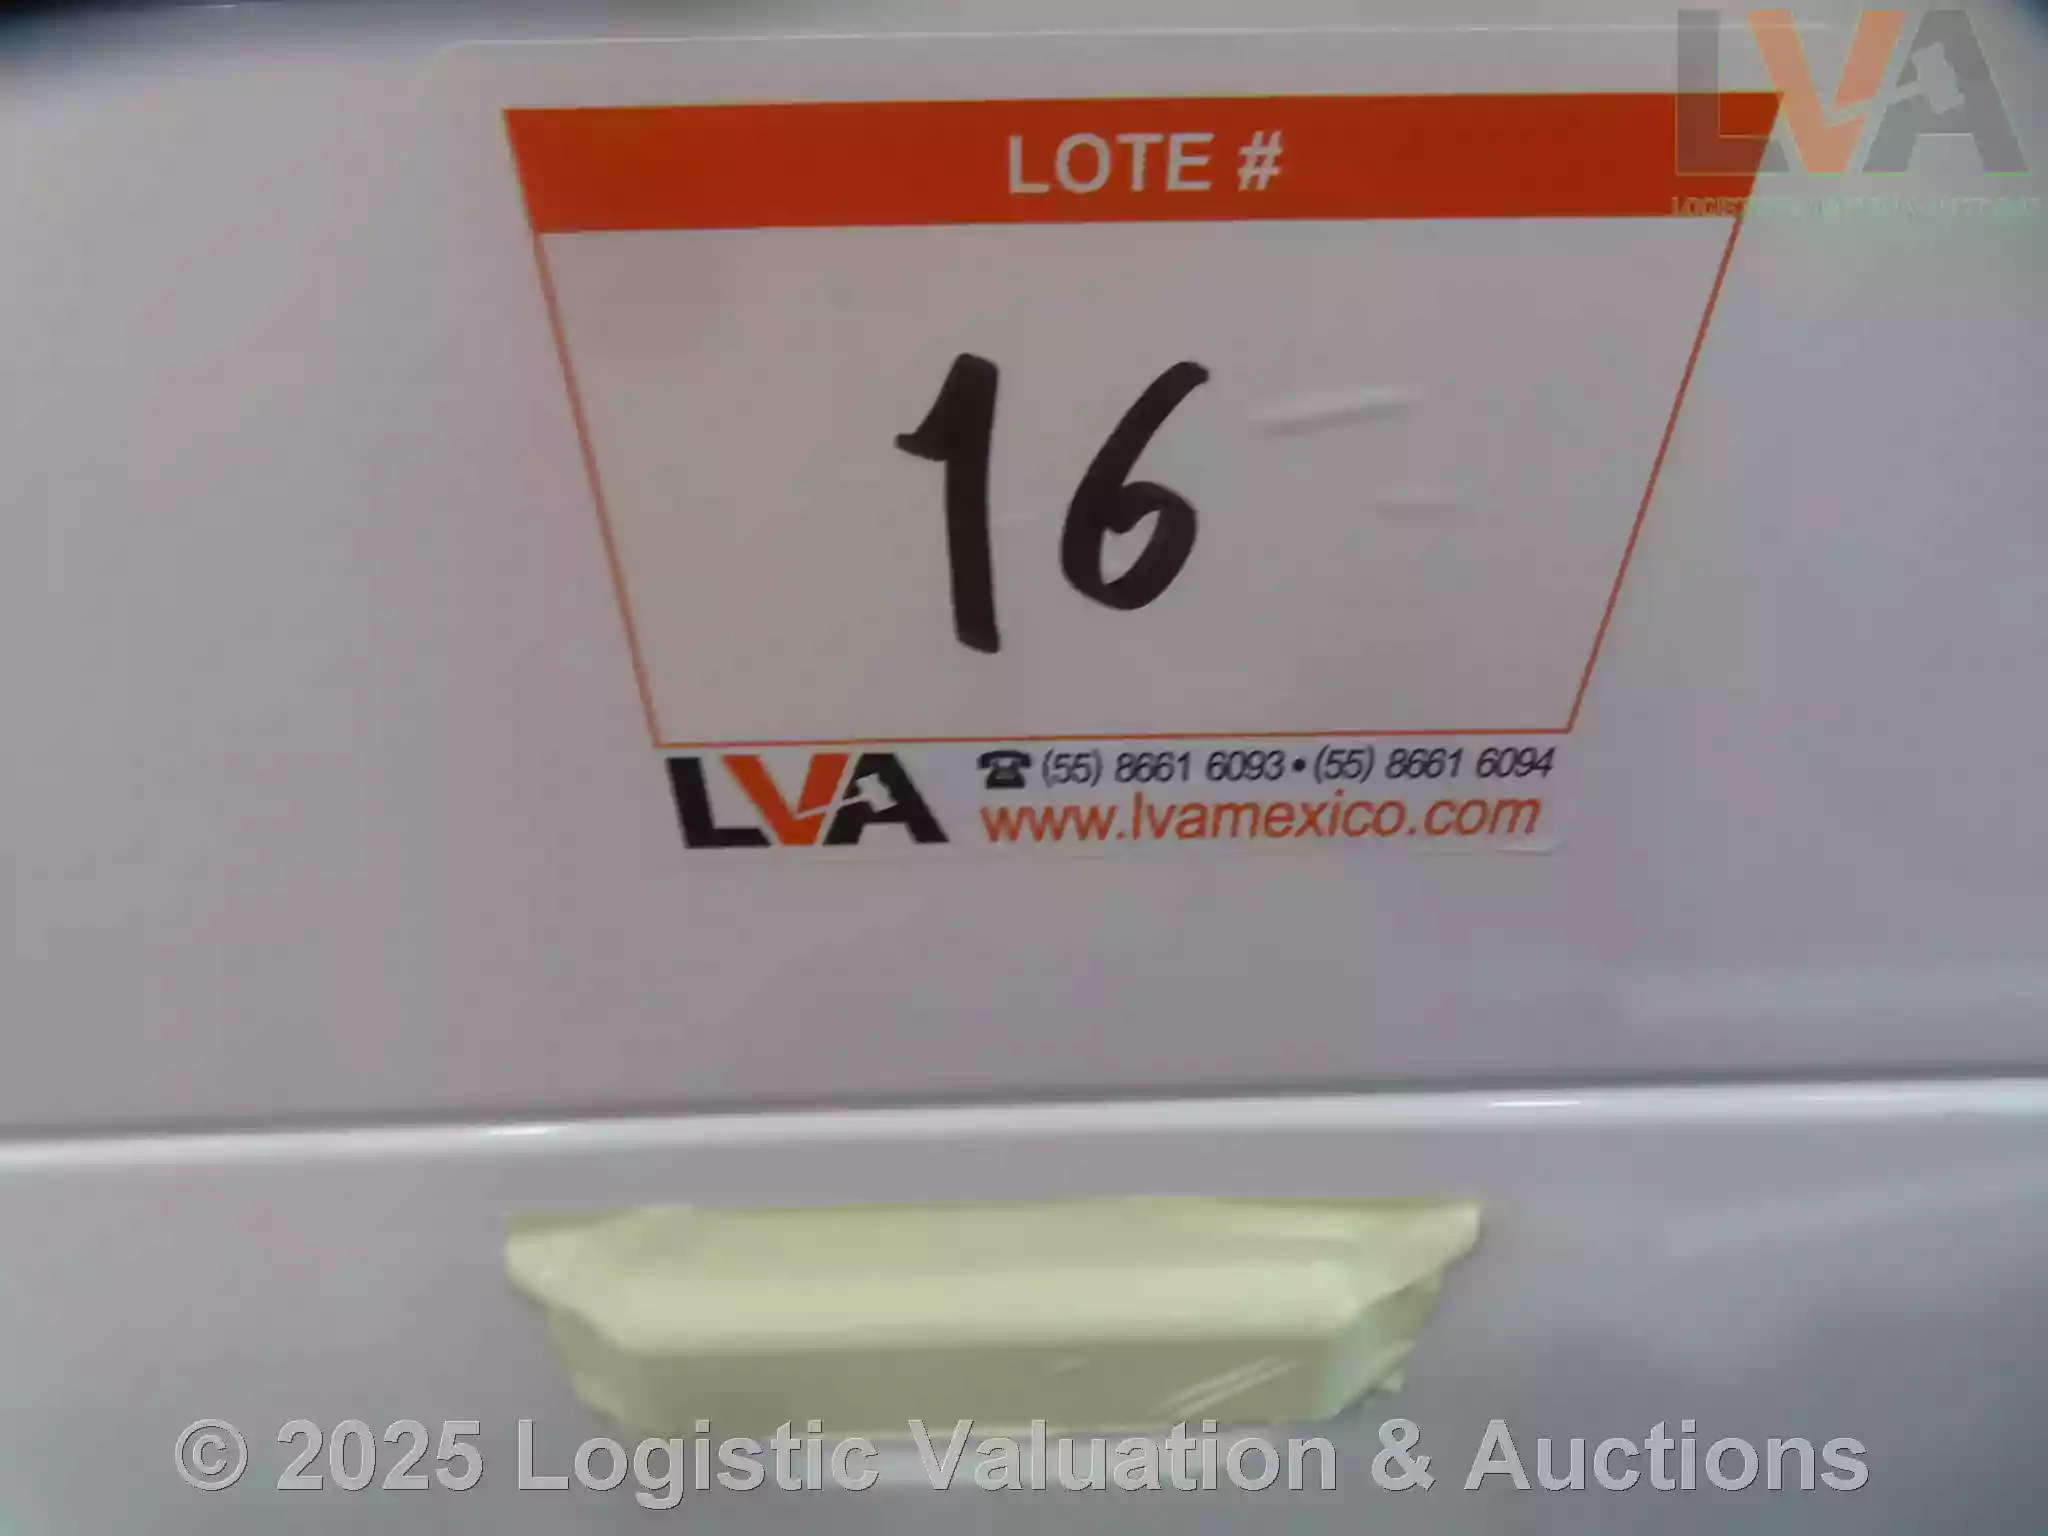 LVA
LOTE #
16
LVA
(55) 8661 6093 • (55) 8661 6094
www.lvamexico.com
© 2025 Logistic Valuation & Auctions